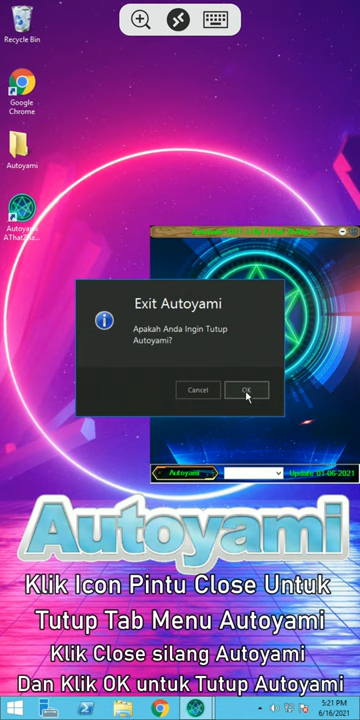 Recycle Bin
Google
Chrome
Autoyami
Autoyami
Exit Autoyami
Apakah Anda Ingin Tutup
Autoyami?
Cancel
OK
Autoyami
Update 01-06-2021
Autoyami
Klik Icon Pintu Close Untuk
Tutup Tab Menu Autoyami
Klik Close silang Autoyami
Dan Klik OK untuk Tutup Autoyami
5:21 PM
6/16/2021